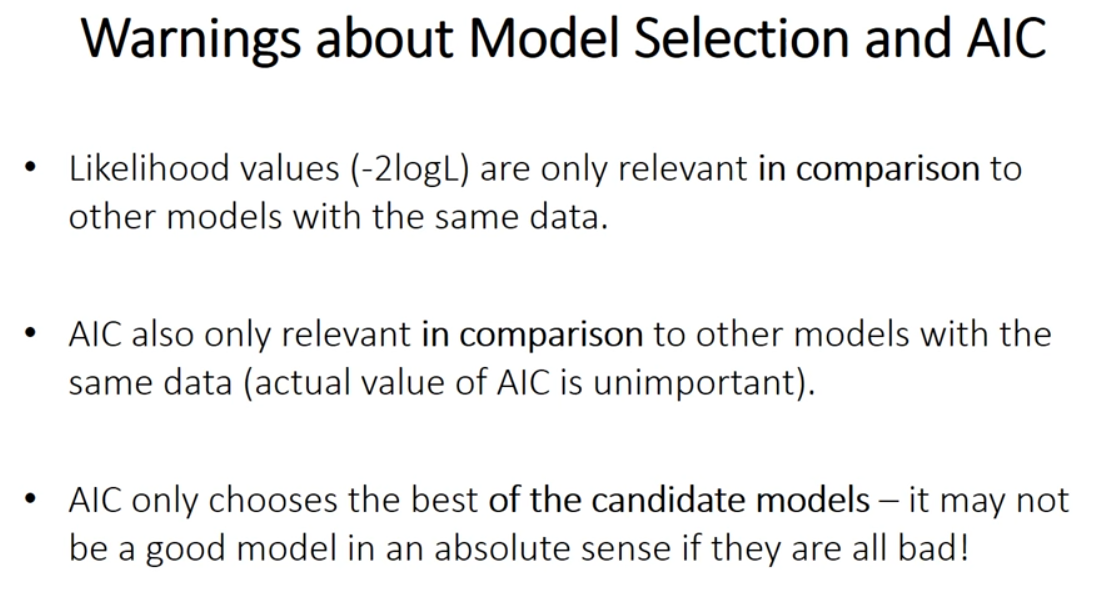 Warnings about Model Selection and AIC
• Likelihood values (-2logL) are only relevant in comparison to
other models with the same data.
• AIC also only relevant in comparison to other models with the
same data (actual value of AIC is unimportant).
• AIC only chooses the best of the candidate models – it may not
be a good model in an absolute sense if they are all bad!